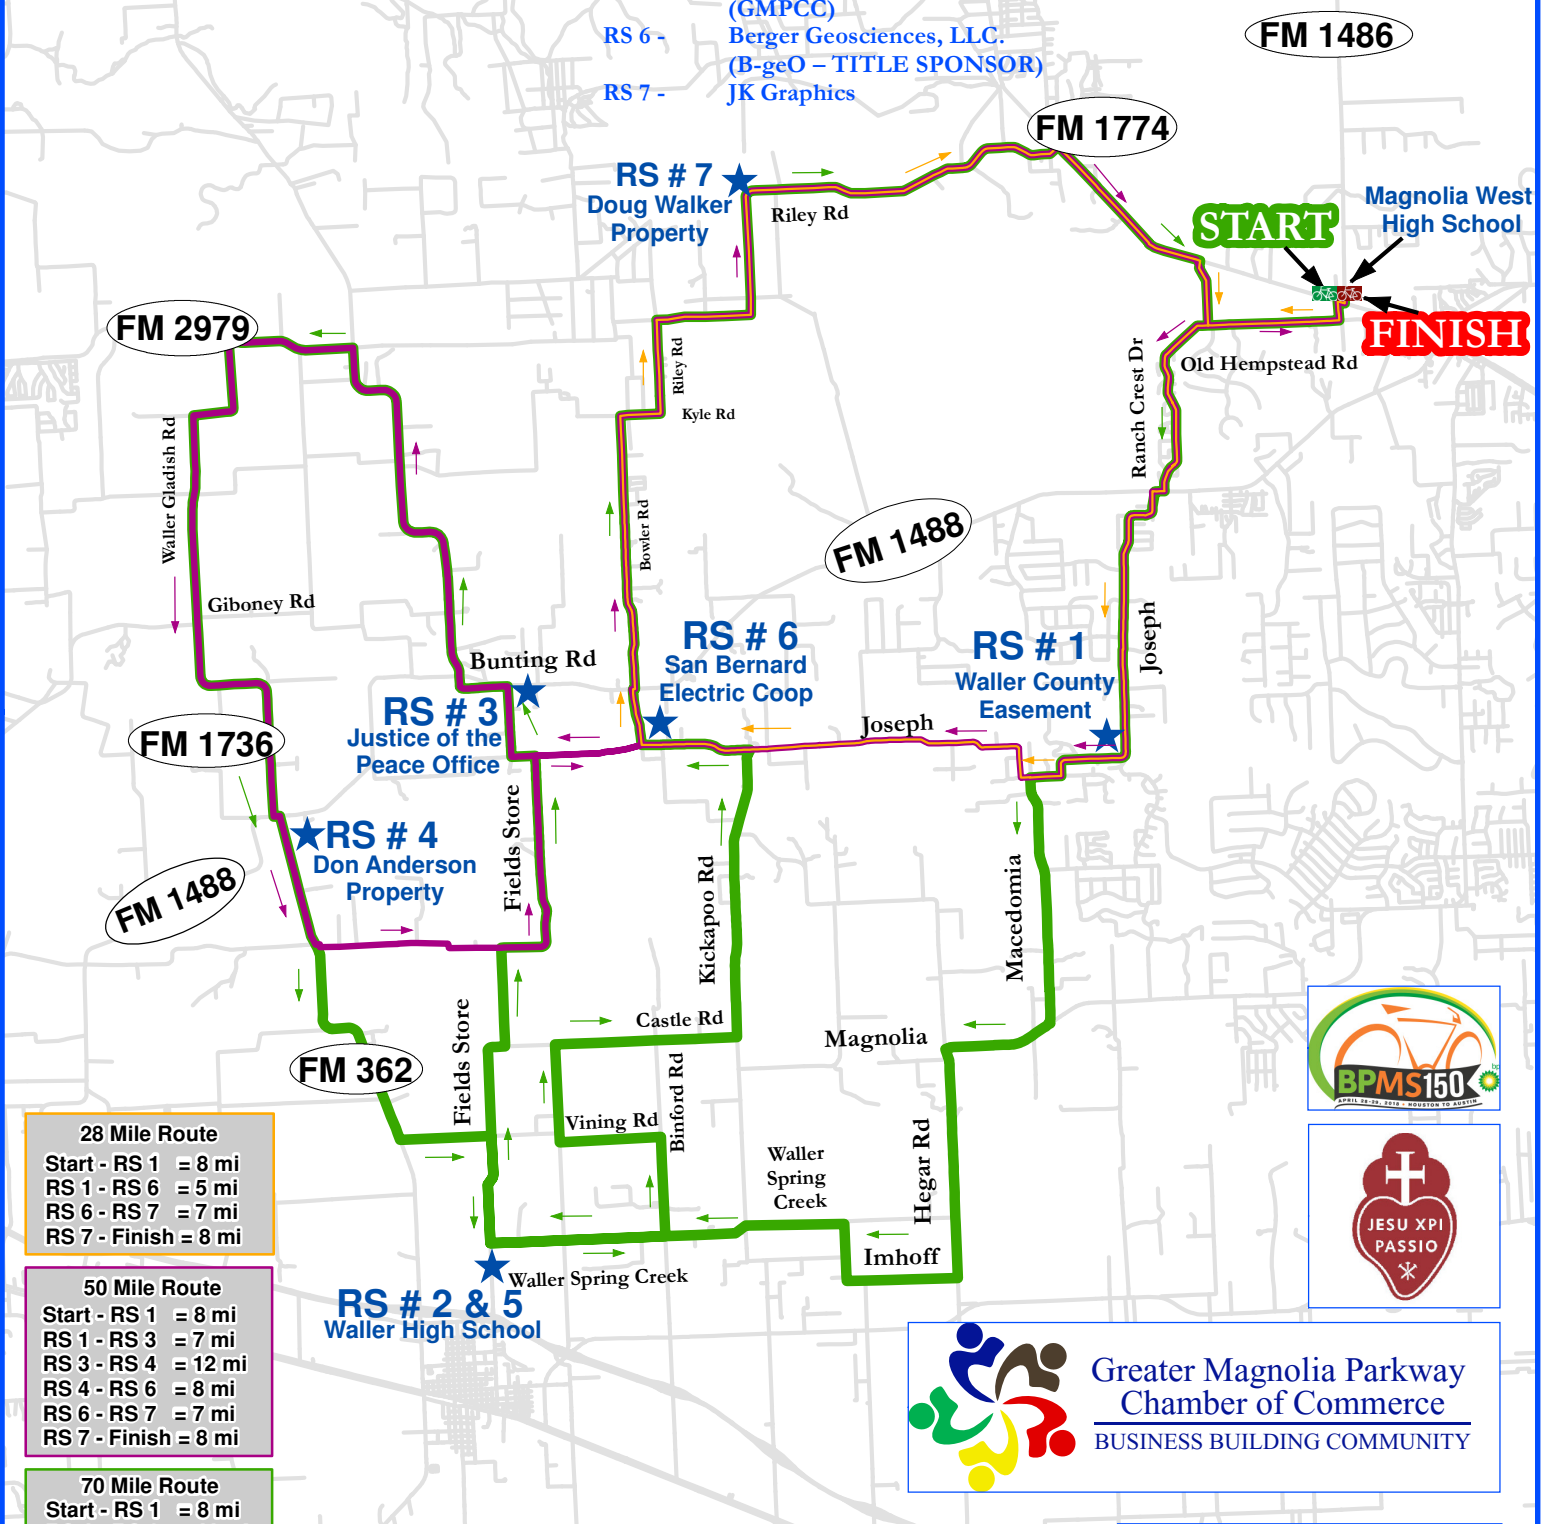 (GMPCC)
RS 6 - Berger Geosciences, LLC.
(B-geO – TITLE SPONSOR)
RS 7 - JK Graphics
FM 1486
FM 1774
RS # 7
Doug Walker
Property
Riley Rd
START
Magnolia West
High School
FINISH
Old Hempstead Rd
Ranch Crest Dr
FM 2979
Riley Rd
Kyle Rd
Waller Gladish Rd
Bowler Rd
FM 1488
Giboney Rd
Joseph
RS # 6
San Bernard
Electric Coop
RS # 1
Waller County
Easement
Bunting Rd
RS # 3
Justice of the
Peace Office
Joseph
FM 1736
Fields Store
RS # 4
Don Anderson
Property
FM 1488
Kickapoo Rd
Macedomia
Castle Rd
Magnolia
Fields Store
FM 362
Binford Rd
Vining Rd
Hegar Rd
Waller
Spring
Creek
Imhoff
Waller Spring Creek
RS # 2 & 5
Waller High School
28 Mile Route
Start - RS 1 = 8 mi
RS 1 - RS 6 = 5 mi
RS 6 - RS 7 = 7 mi
RS 7 - Finish = 8 mi
50 Mile Route
Start - RS 1 = 8 mi
RS 1 - RS 3 = 7 mi
RS 3 - RS 4 = 12 mi
RS 4 - RS 6 = 8 mi
RS 6 - RS 7 = 7 mi
RS 7 - Finish = 8 mi
70 Mile Route
Start - RS 1 = 8 mi
BPMS150
bp
APRIL 28-29, 2018 - HOUSTON TO AUSTIN
JESU XPI
PASSIO
Greater Magnolia Parkway
Chamber of Commerce
BUSINESS BUILDING COMMUNITY